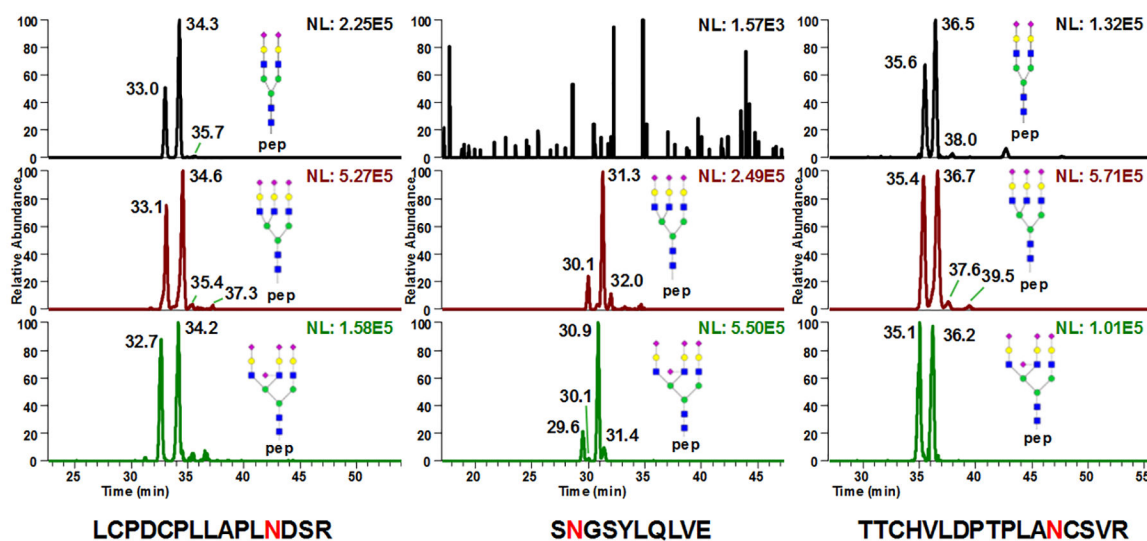 100
80
60
40
20
0
34.3
33.0
35.7
NL: 2.25E5
pep
100
80
60
40
20
0
NL: 1.57E3
100
80
60
40
20
0
36.5
35.6
38.0
NL: 1.32E5
pep
Relative Abundance
100
80
60
40
20
0
34.6
33.1
35.4
37.3
NL: 5.27E5
pep
Relative Abundance
100
80
60
40
20
0
31.3
30.1
32.0
NL: 2.49E5
pep
Relative Abundance
100
80
60
40
20
0
35.4
36.7
37.6
39.5
NL: 5.71E5
pep
100
80
60
40
20
0
34.2
32.7
NL: 1.58E5
pep
25 30 35 40 45 50
Time (min)
100
80
60
40
20
0
30.9
30.1
29.6
31.4
NL: 5.50E5
pep
20 25 30 35 40 45
Time (min)
100
80
60
40
20
0
35.1
36.2
NL: 1.01E5
pep
30 35 40 45 50 55
Time (min)
LCPDCPLLAPLNDSR
SNGSYLQLVE
TTCHVLDPTPLANCSVR